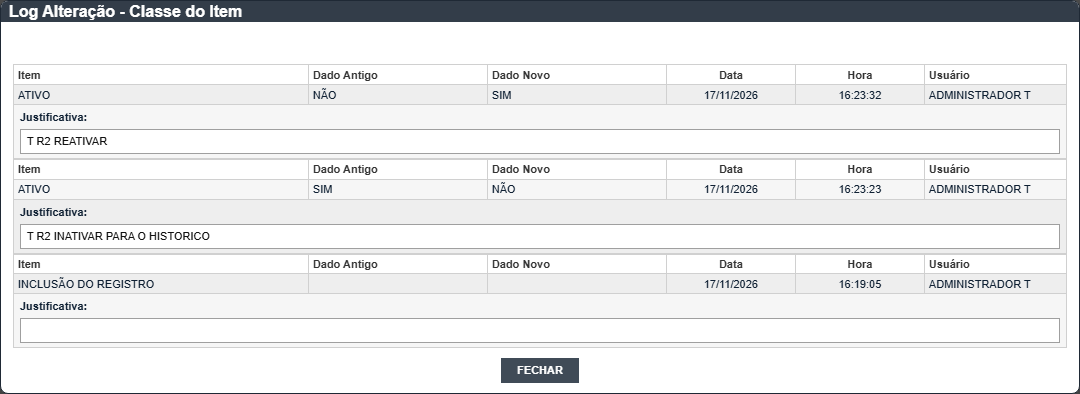 Log Alteração - Classe do Item
Item Dado Antigo Dado Novo Data Hora Usuário
ATIVO NÃO SIM 17/11/2026 16:23:32 ADMINISTRADOR T
Justificativa:
T R2 REATIVAR
Item Dado Antigo Dado Novo Data Hora Usuário
ATIVO SIM NÃO 17/11/2026 16:23:23 ADMINISTRADOR T
Justificativa:
T R2 INATIVAR PARA O HISTORICO
Item Dado Antigo Dado Novo Data Hora Usuário
INCLUSÃO DO REGISTRO 17/11/2026 16:19:05 ADMINISTRADOR T
Justificativa:
FECHAR